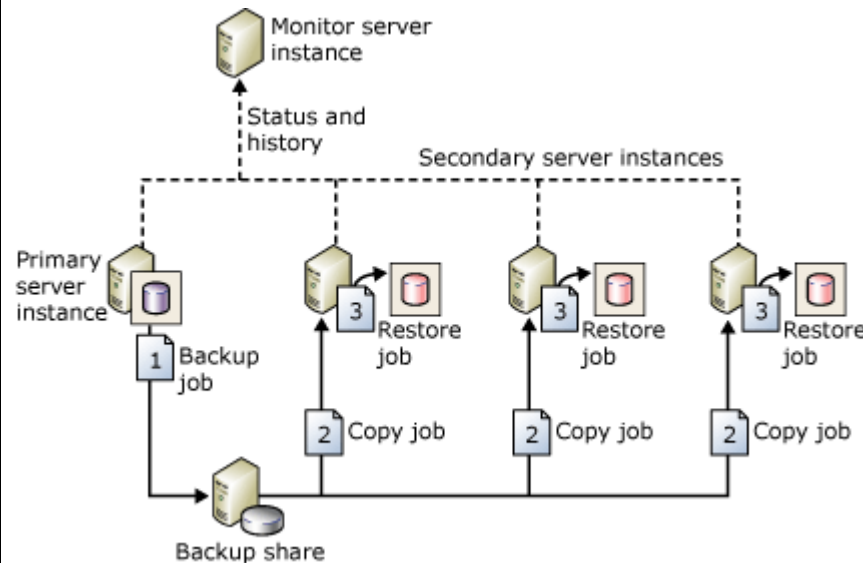 Monitor server
instance
Status and
history
Secondary server instances
Primary
server
instance
3
Restore
job
3
Restore
job
3
Restore
job
1
Backup
job
2
Copy job
2
Copy job
2
Copy job
Backup share